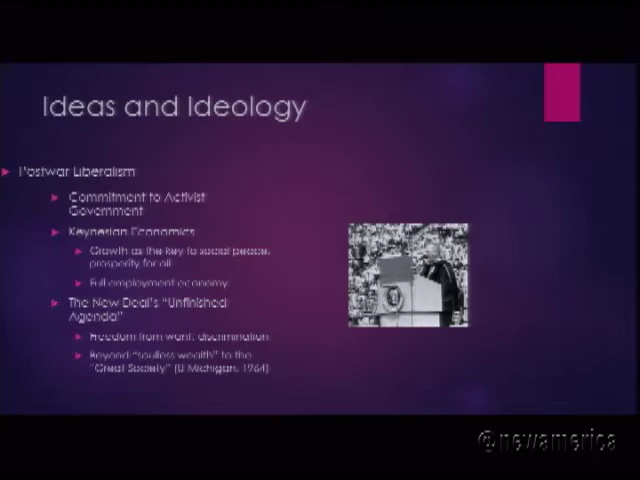 Ideas and Ideology
Postwar Liberalism
Commitment to Activist
Government
Keynesian Economics
Growth as the key to social peace,
prosperity for all
Full employment economy
The New Deal's "Unfinished
Agenda"
Freedom from want, discrimination
Beyond "soulless wealth" to the
"Great Society" (U Michigan, 1964)
@newamerica